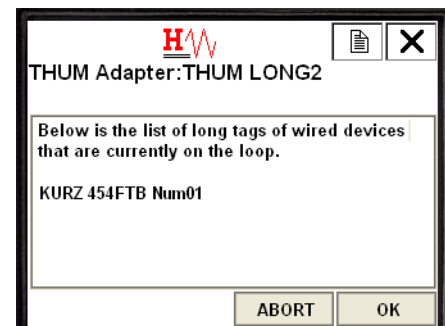 H
THUM Adapter:THUM LONG2
Below is the list of long tags of wired devices
that are currently on the loop.
KURZ 454FTB Num01
ABORT
OK